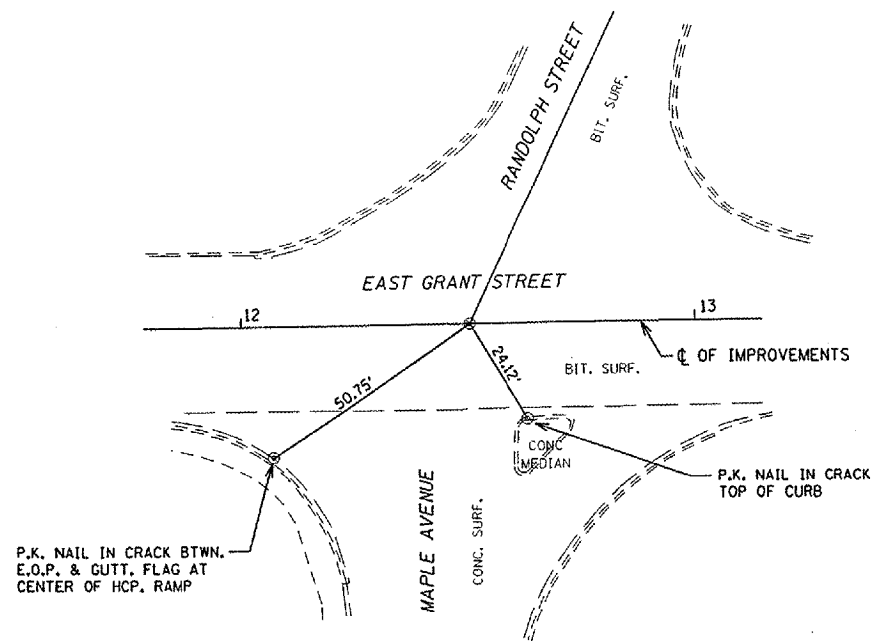 RANDOLPH STREET
BIT. SURF.
EAST GRANT STREET
12
13
℄ OF IMPROVEMENTS
50.75'
24.12'
BIT. SURF.
CONC
MEDIAN
P.K. NAIL IN CRACK
TOP OF CURB
MAPLE AVENUE
CONC. SURF.
P.K. NAIL IN CRACK BTWN.
E.O.P. & GUTT. FLAG AT
CENTER OF HCP. RAMP